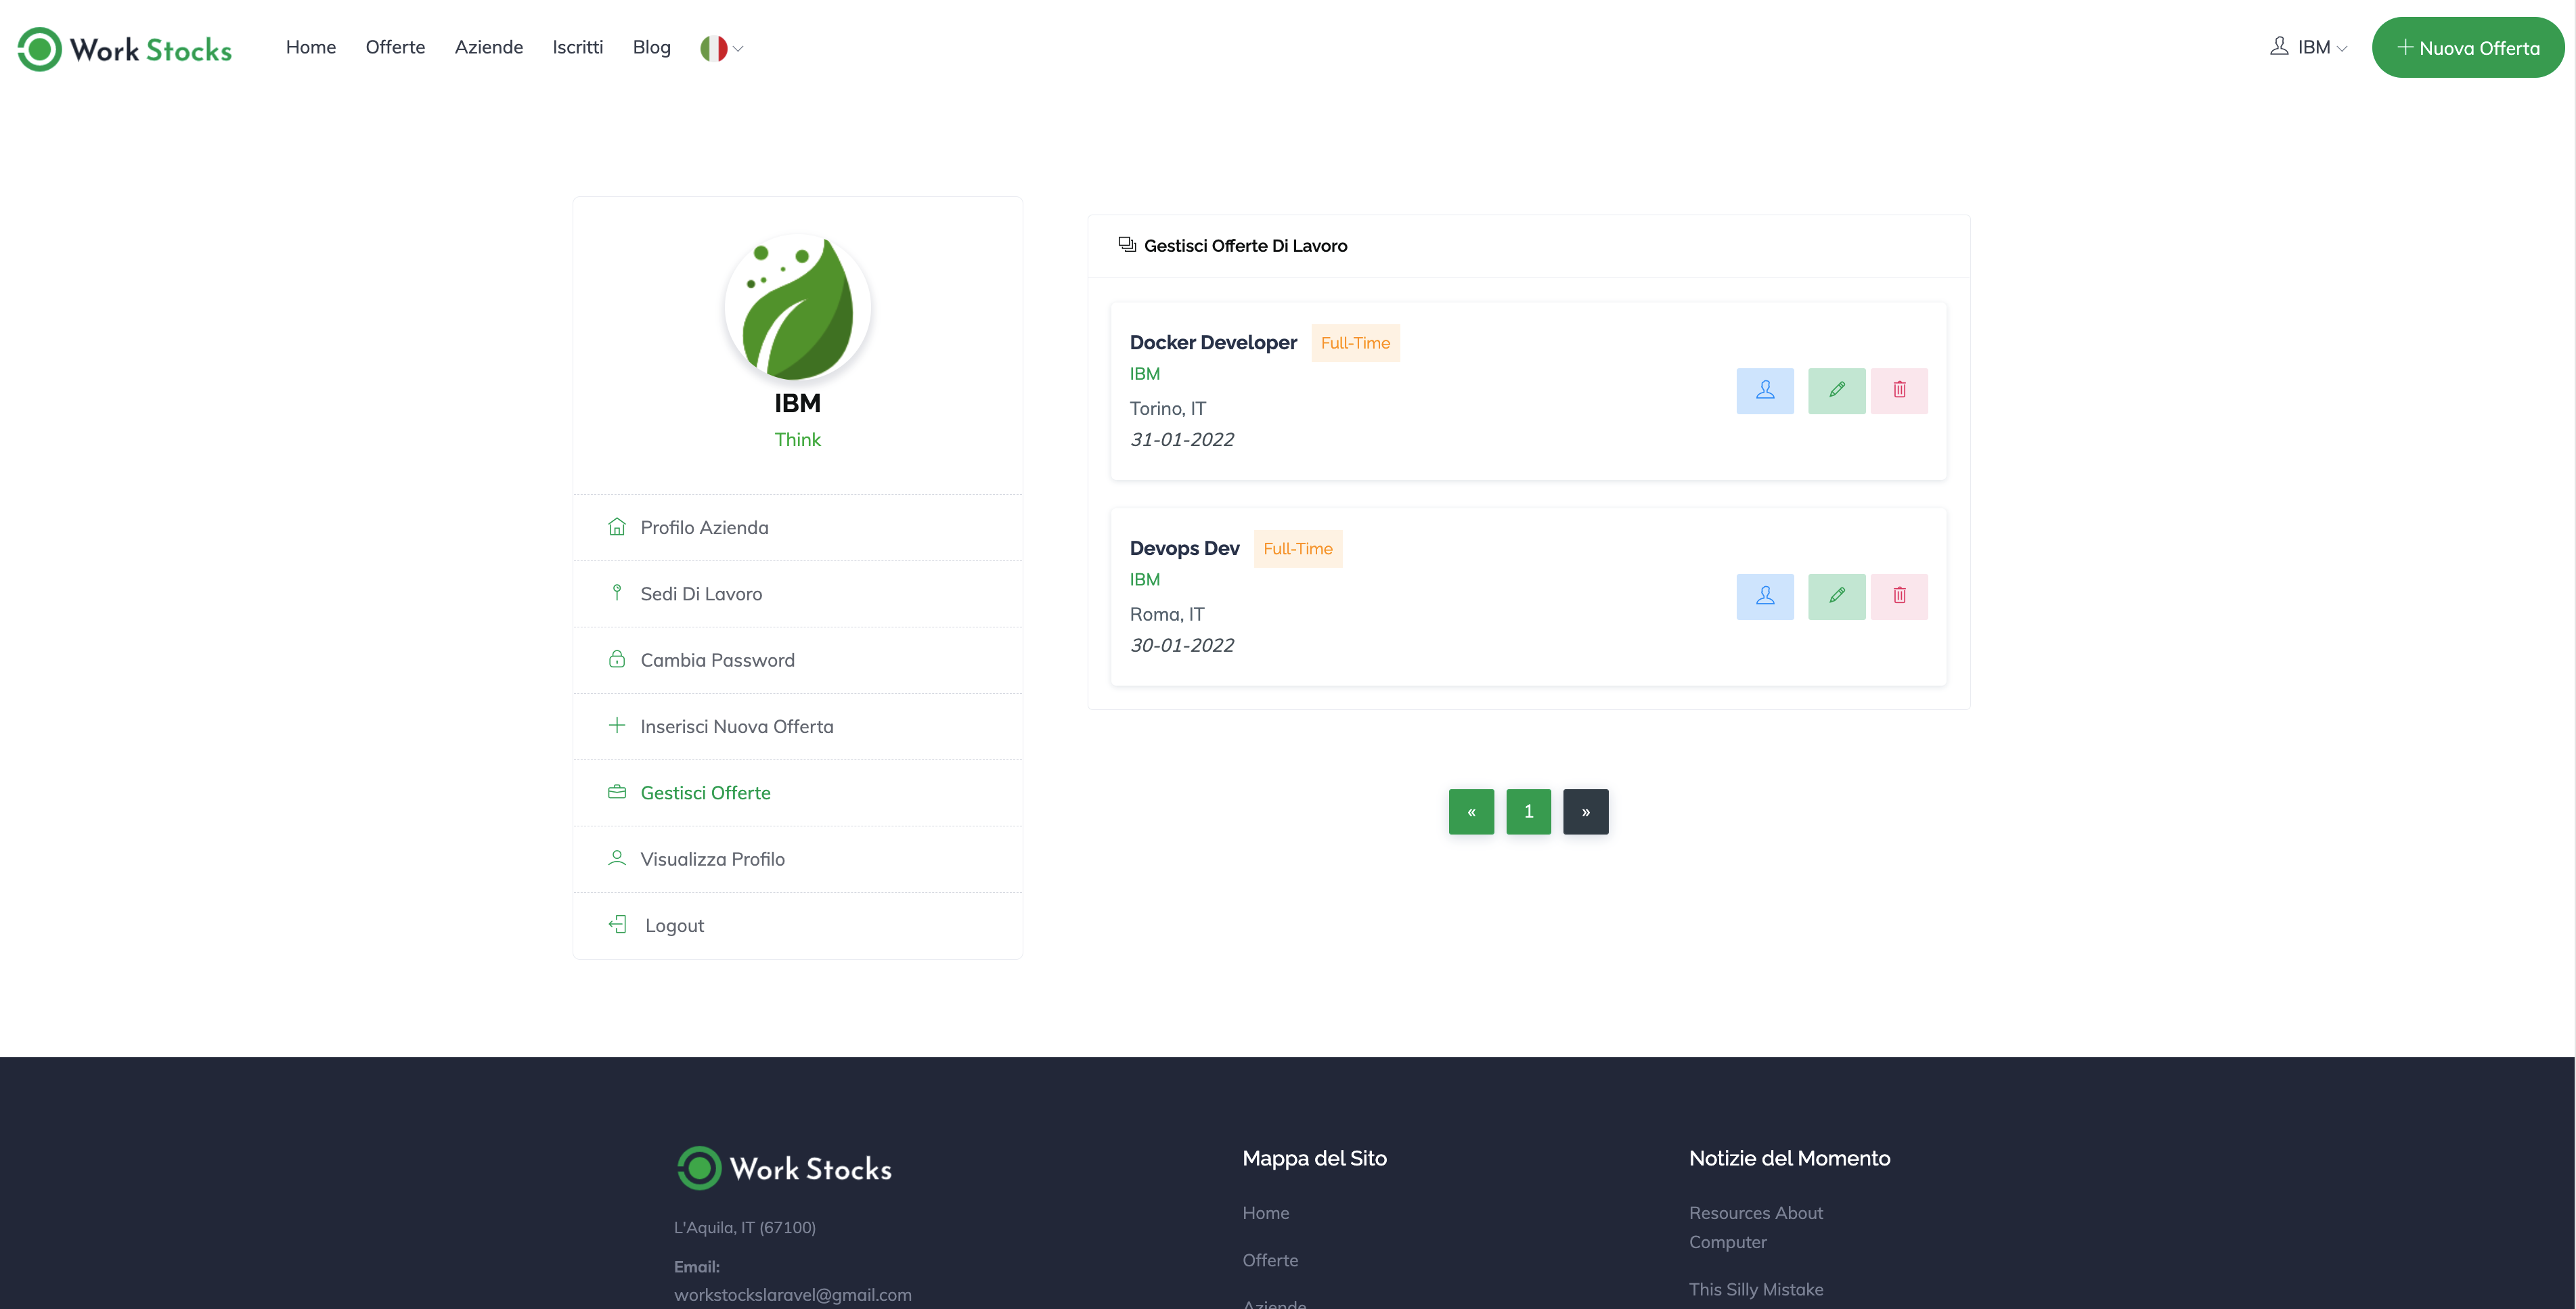 Work Stocks
Home
Offerte
Aziende
Iscritti
Blog
IBM
Nuova Offerta
IBM
Think
Profilo Azienda
Sedi Di Lavoro
Cambia Password
Inserisci Nuova Offerta
Gestisci Offerte
Visualizza Profilo
Logout
Gestisci Offerte Di Lavoro
Docker Developer Full-Time
IBM
Torino, IT
31-01-2022
Devops Dev Full-Time
IBM
Roma, IT
30-01-2022
« 1 »
Work Stocks
L'Aquila, IT (67100)
Email:
workstockslaravel@gmail.com
Mappa del Sito
Home
Offerte
Aziende
Notizie del Momento
Resources About
Computer
This Silly Mistake